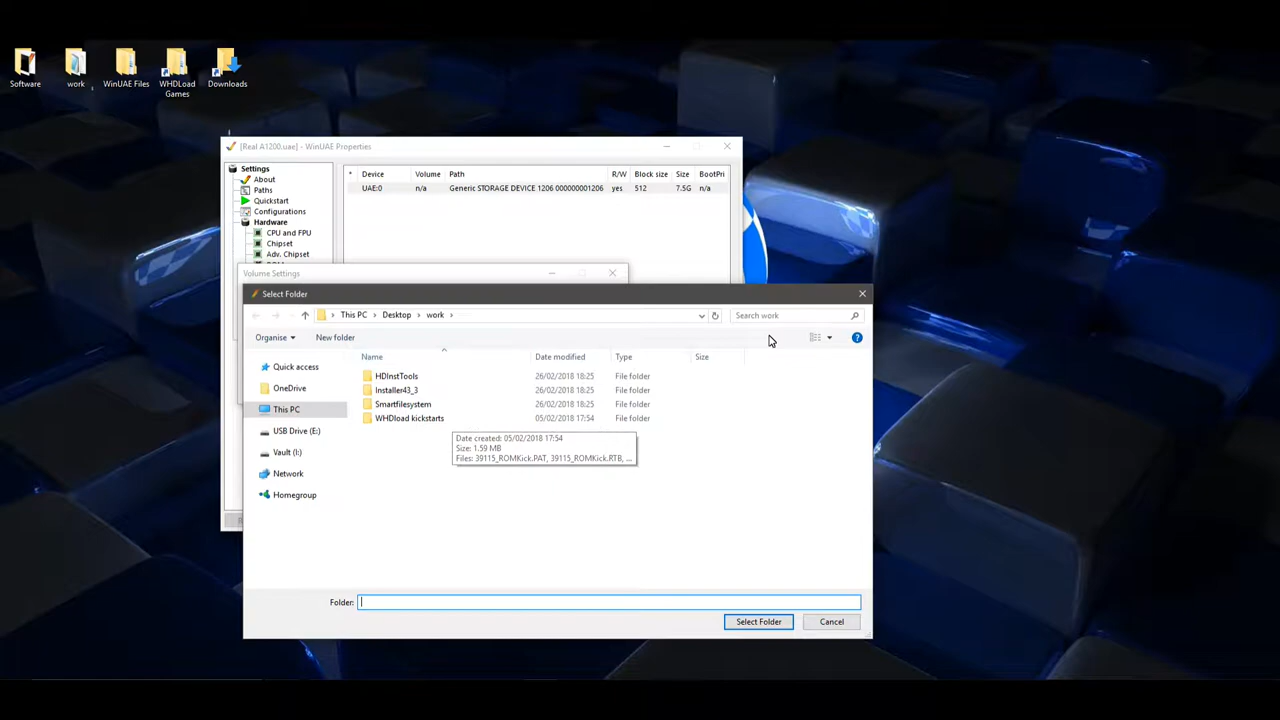 Software
work
WinUAE Files
WHDLoad
Games
Downloads
[Real A1200.uae] - WinUAE Properties
Settings
About
Paths
Quickstart
Configurations
Hardware
CPU and FPU
Chipset
Adv. Chipset
* Device Volume Path R/W Block size Size BootPri
UAE:0 n/a Generic STORAGE DEVICE 1206 000000001206 yes 512 7.5G n/a
Volume Settings
Select Folder
This PC > Desktop > work >
Search work
Organise New folder
Name Date modified Type Size
Quick access
OneDrive
This PC
USB Drive (E:)
Vault (I:)
Network
Homegroup
HDInstTools 26/02/2018 18:25 File folder
Installer43_3 26/02/2018 18:25 File folder
Smartfilesystem 26/02/2018 18:25 File folder
WHDload kickstarts 05/02/2018 17:54 File folder
Date created: 05/02/2018 17:54
Size: 1.59 MB
Files: 39115_ROMKick.PAT, 39115_ROMKick.RTB, ...
Folder:
Select Folder Cancel